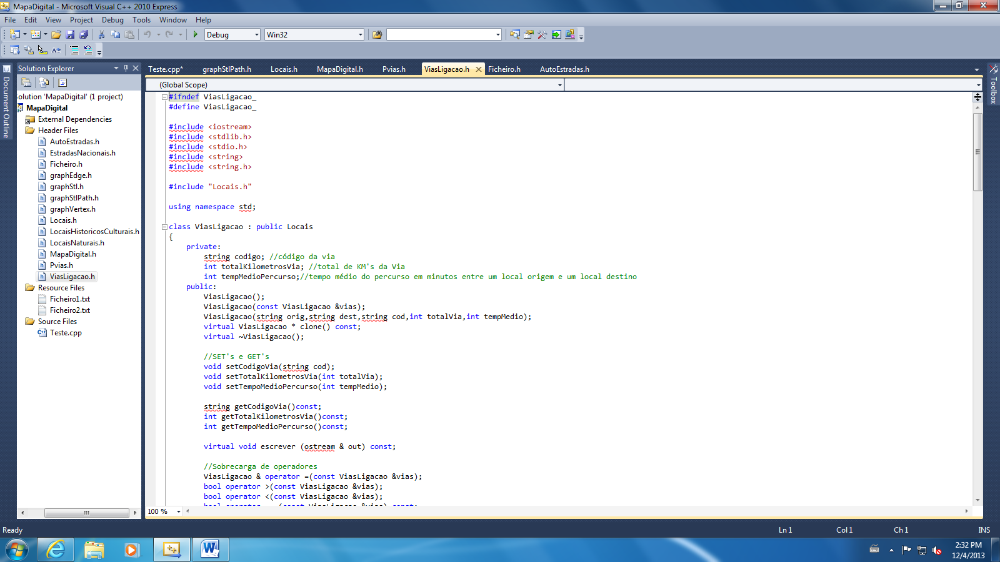 MapaDigital - Microsoft Visual C++ 2010 Express
File Edit View Project Debug Tools Window Help
Debug Win32
Document Outline
Solution Explorer
olution 'MapaDigital' (1 project)
MapaDigital
External Dependencies
Header Files
AutoEstradas.h
EstradasNacionais.h
Ficheiro.h
graphEdge.h
graphStl.h
graphStlPath.h
graphVertex.h
Locais.h
LocaisHistoricosCulturais.h
LocaisNaturais.h
MapaDigital.h
Pvias.h
ViasLigacao.h
Resource Files
Ficheiro1.txt
Ficheiro2.txt
Source Files
Teste.cpp
Teste.cpp* graphStlPath.h Locais.h MapaDigital.h Pvias.h ViasLigacao.h Ficheiro.h AutoEstradas.h
(Global Scope)
#ifndef ViasLigacao_
#define ViasLigacao_
#include <iostream>
#include <stdlib.h>
#include <stdio.h>
#include <string>
#include <string.h>
#include "Locais.h"
using namespace std;
class ViasLigacao : public Locais
{
private:
string codigo; //código da via
int totalKilometrosVia; //total de KM's da Via
int tempMedioPercurso;//tempo médio do percurso em minutos entre um local origem e um local destino
public:
ViasLigacao();
ViasLigacao(const ViasLigacao &vias);
ViasLigacao(string orig,string dest,string cod,int totalVia,int tempMedio);
virtual ViasLigacao * clone() const;
virtual ~ViasLigacao();
//SET's e GET's
void setCodigoVia(string cod);
void setTotalKilometrosVia(int totalVia);
void setTempoMedioPercurso(int tempMedio);
string getCodigoVia()const;
int getTotalKilometrosVia()const;
int getTempoMedioPercurso()const;
virtual void escrever (ostream & out) const;
//Sobrecarga de operadores
ViasLigacao & operator =(const ViasLigacao &vias);
bool operator >(const ViasLigacao &vias);
bool operator <(const ViasLigacao &vias);
100 %
Toolbox
Ready Ln 1 Col 1 Ch 1 INS
2:32 PM
12/4/2013